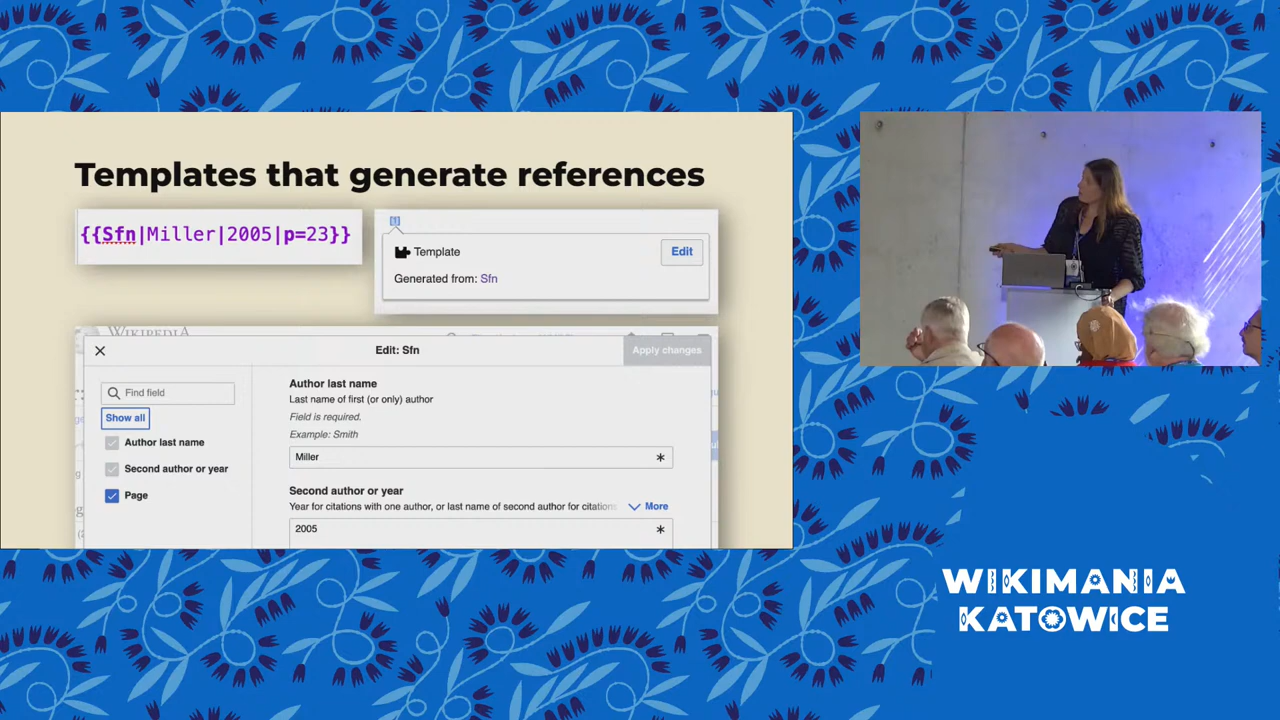 Templates that generate references
{{Sfn|Miller|2005|p=23}}
Template
Edit
Generated from: Sfn
WIKIPEDIA
Edit: Sfn
Apply changes
Find field
Show all
Author last name
Second author or year
Page
Author last name
Last name of first (or only) author
Field is required.
Example: Smith
Miller
Second author or year
Year for citations with one author, or last name of second author for citations
More
2005
WIKIMANIA
KATOWICE